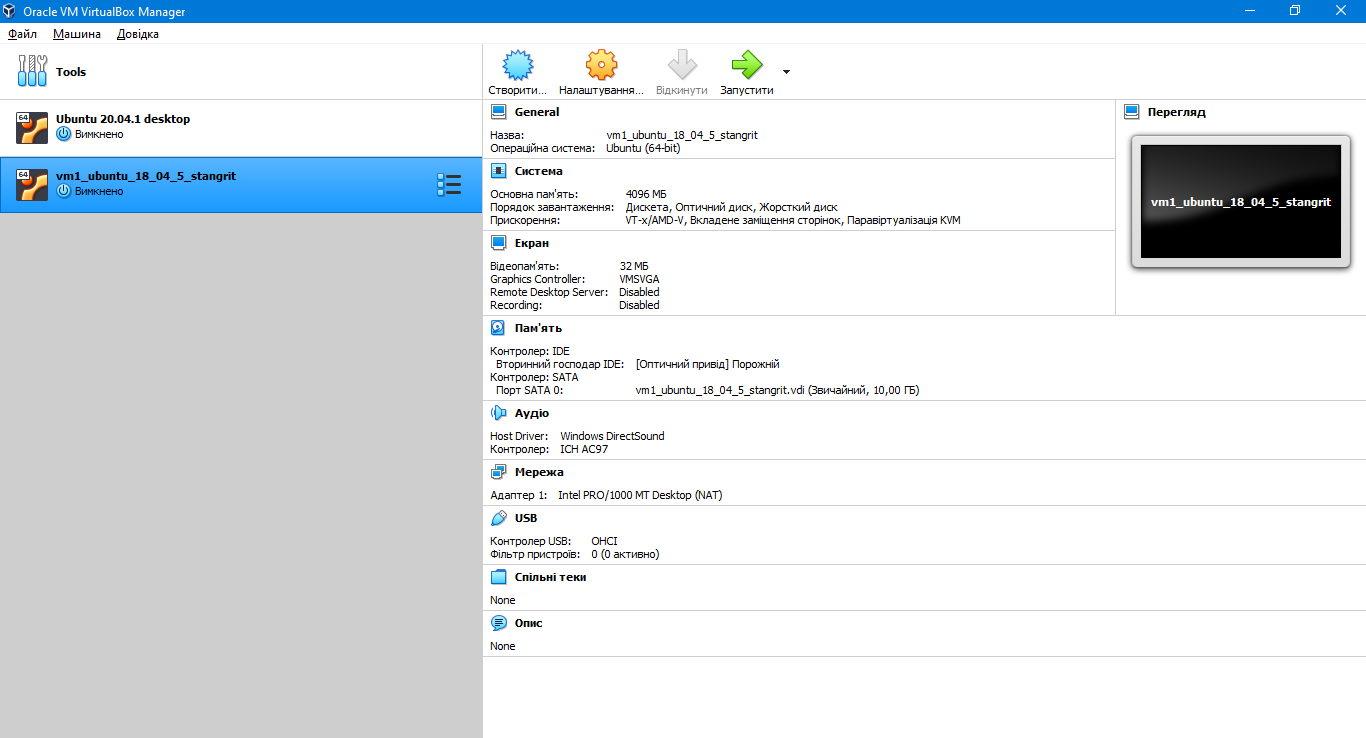 Oracle VM VirtualBox Manager
Файл Машина Довідка
Tools
Ubuntu 20.04.1 desktop
Вимкнено
vm1_ubuntu_18_04_5_stangrit
Вимкнено
Створити... Налаштування... Відкинути Запустити
General
Назва: vm1_ubuntu_18_04_5_stangrit
Операційна система: Ubuntu (64-bit)
Система
Основна пам'ять: 4096 МБ
Порядок завантаження: Дискета, Оптичний диск, Жорсткий диск
Прискорення: VT-x/AMD-V, Вкладене заміщення сторінок, Паравіртуалізація KVM
Екран
Відеопам'ять: 32 МБ
Graphics Controller: VMSVGA
Remote Desktop Server: Disabled
Recording: Disabled
Перегляд
vm1_ubuntu_18_04_5_stangrit
Пам'ять
Контролер: IDE
Вторинний господар IDE: [Оптичний привід] Порожній
Контролер: SATA
Порт SATA 0: vm1_ubuntu_18_04_5_stangrit.vdi (Звичайний, 10,00 ГБ)
Аудіо
Host Driver: Windows DirectSound
Контролер: ICH AC97
Мережа
Адаптер 1: Intel PRO/1000 MT Desktop (NAT)
USB
Контролер USB: OHCI
Фільтр пристроїв: 0 (0 активно)
Спільні теки
None
Опис
None